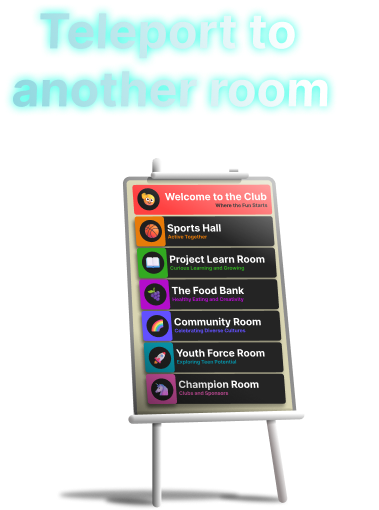 Teleport to
another room
Welcome to the Club
Where the Fun Starts
Sports Hall
Active Together
Project Learn Room
Curious Learning and Growing
The Food Bank
Healthy Eating and Creativity
Community Room
Celebrating Diverse Cultures
Youth Force Room
Exploring Teen Potential
Champion Room
Clubs and Sponsors